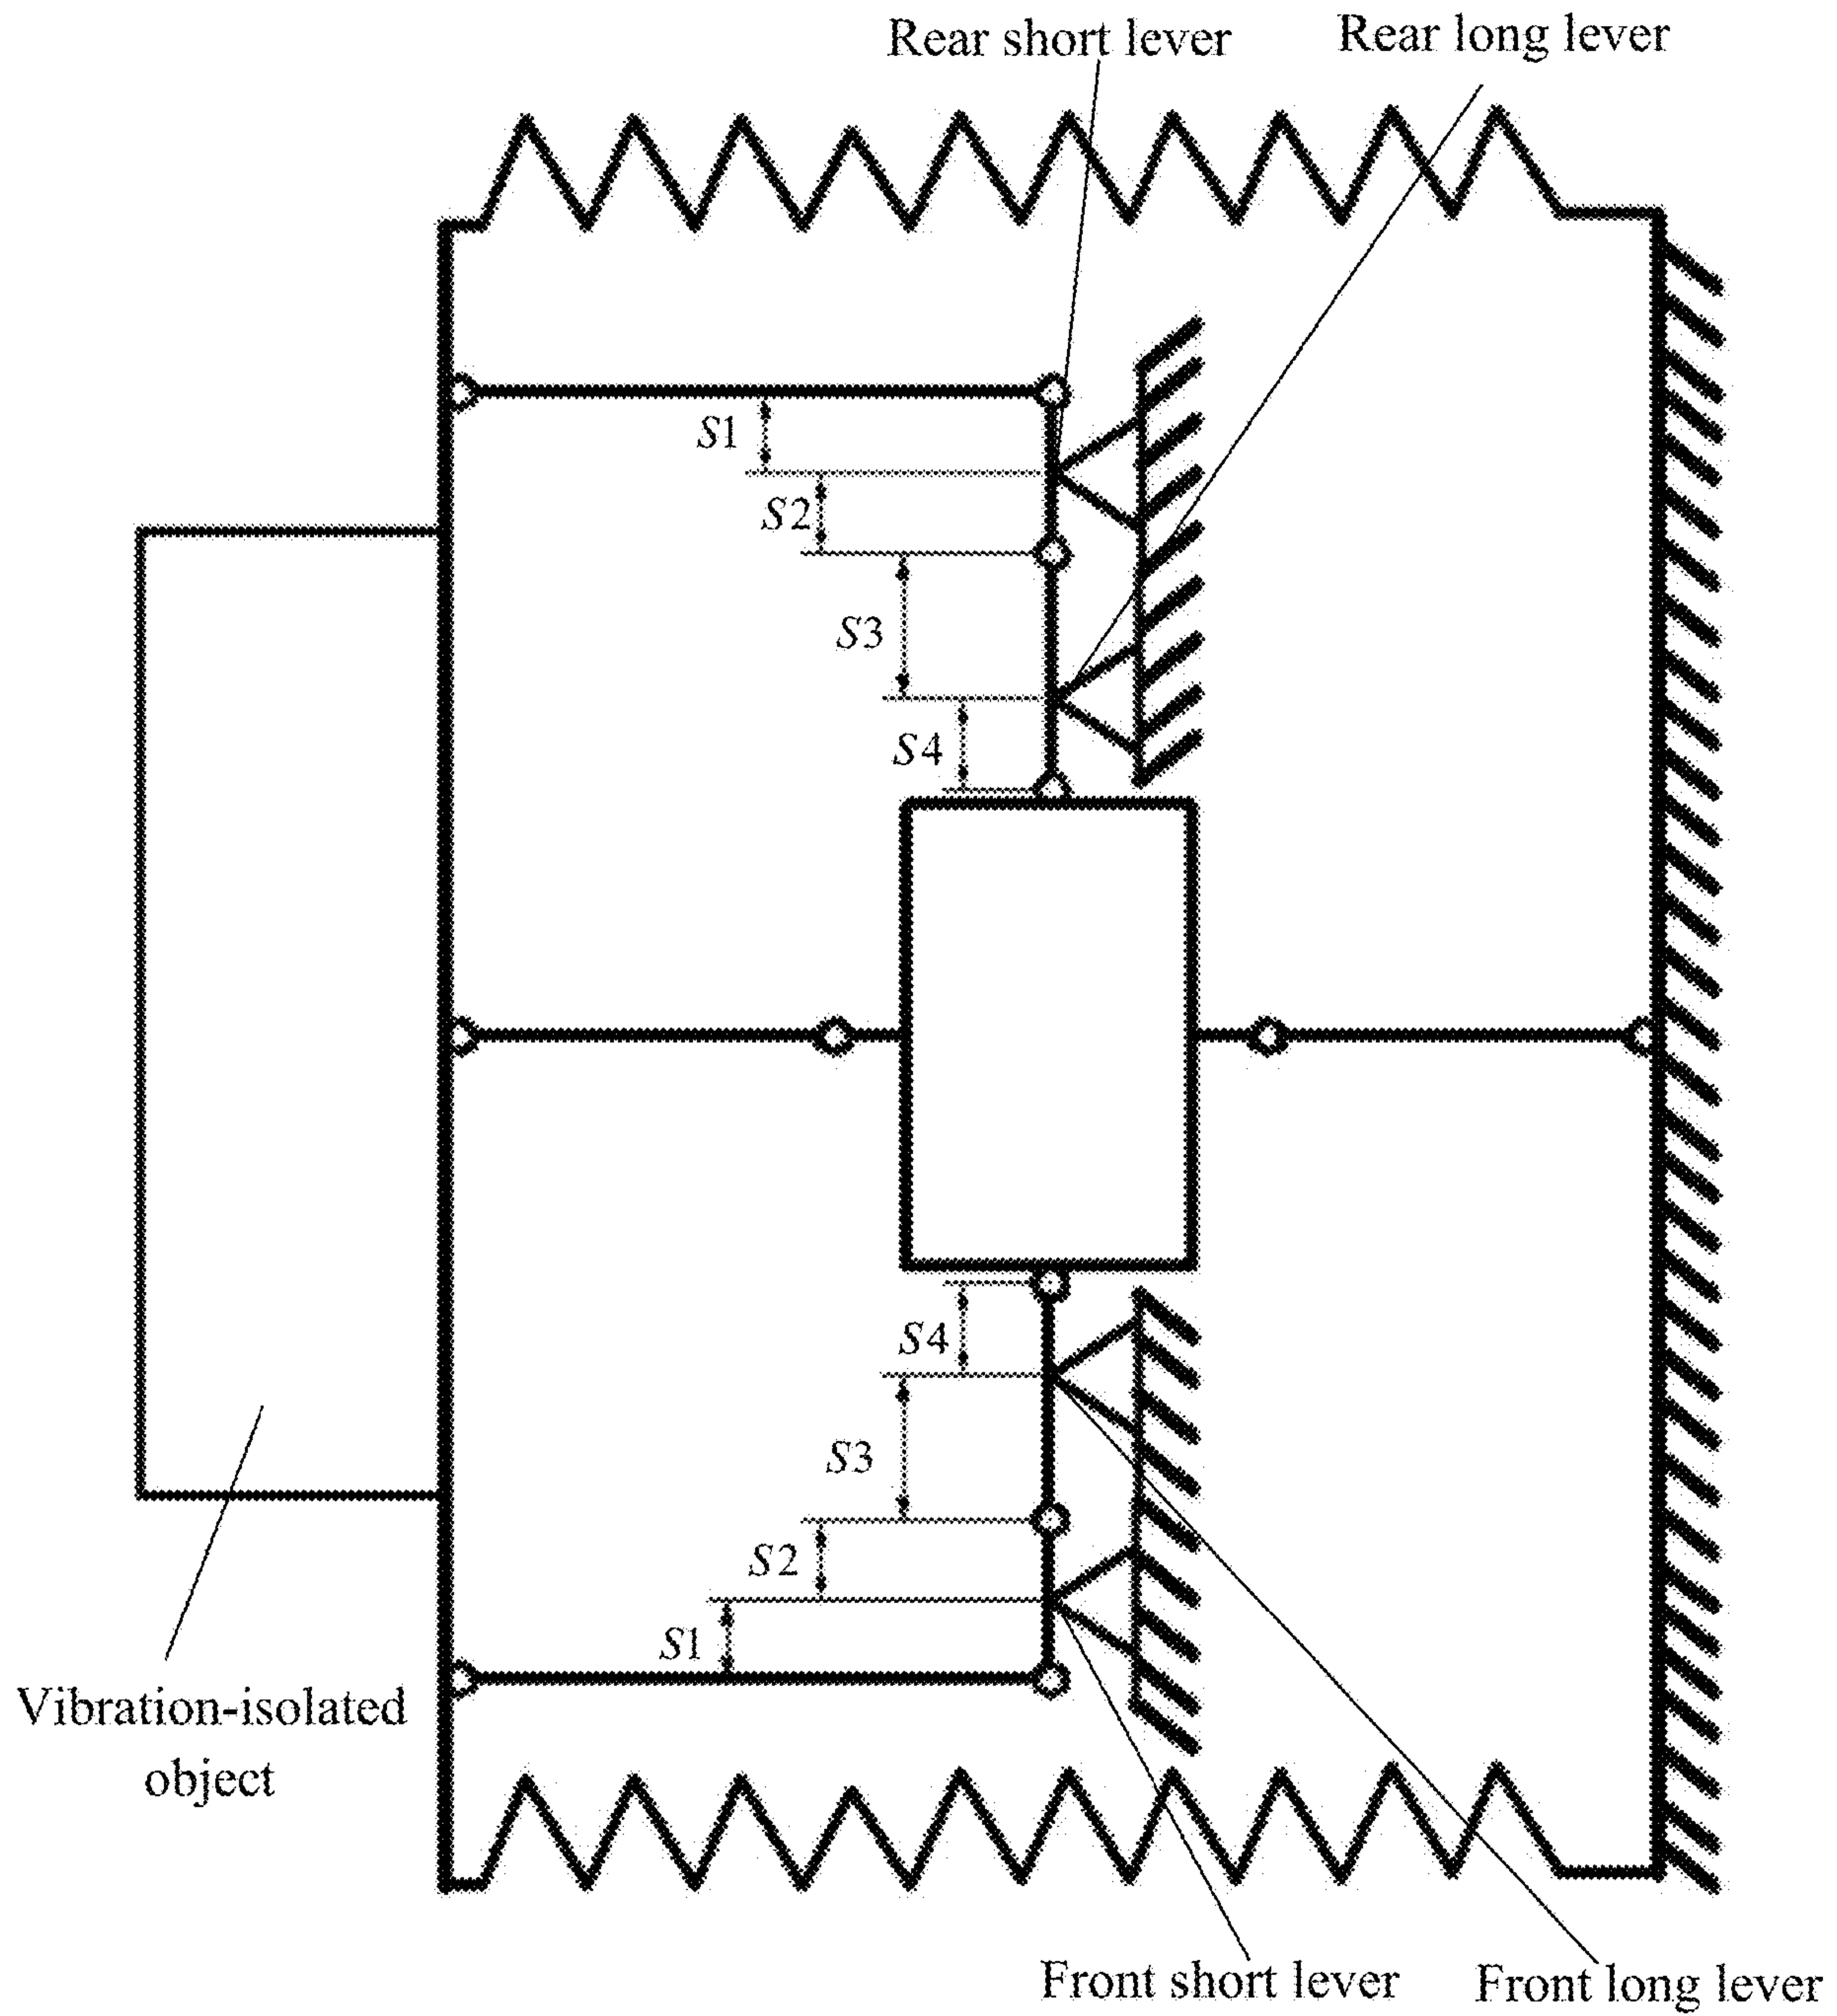 Rear short lever
Rear long lever
S1
S2
S3
S4
S4
S3
S2
S1
Vibration-isolated
object
Front short lever
Front long lever